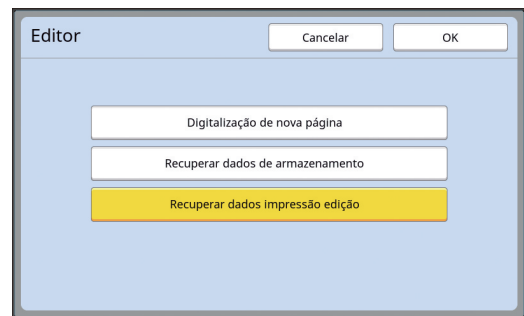 Editor
Cancelar
OK
Digitalização de nova página
Recuperar dados de armazenamento
Recuperar dados impressão edição